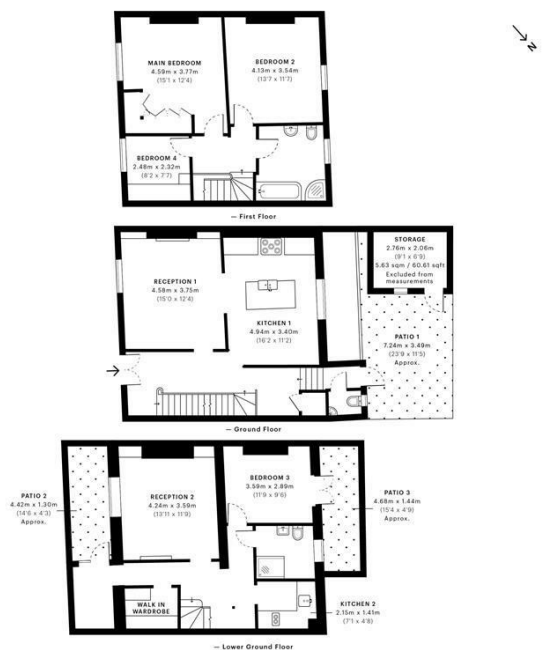 N
MAIN BEDROOM
4.59m x 3.77m
(15'1 x 12'4)
BEDROOM 2
4.13m x 3.54m
(13'7 x 11'7)
BEDROOM 4
2.48m x 2.32m
(8'2 x 7'7)
— First Floor
RECEPTION 1
4.58m x 3.75m
(15'0 x 12'4)
KITCHEN 1
4.94m x 3.40m
(16'2 x 11'2)
STORAGE
2.76m x 2.06m
(9'1 x 6'9)
5.63 sqm / 60.61 sqft
Excluded from
measurements
PATIO 1
7.24m x 3.49m
(23'9 x 11'5)
Approx.
— Ground Floor
PATIO 2
4.42m x 1.30m
(14'6 x 4'3)
Approx.
RECEPTION 2
4.24m x 3.59m
(13'11 x 11'9)
BEDROOM 3
3.59m x 2.89m
(11'9 x 9'6)
PATIO 3
4.68m x 1.44m
(15'4 x 4'9)
Approx.
WALK IN
WARDROBE
KITCHEN 2
2.15m x 1.41m
(7'1 x 4'8)
— Lower Ground Floor